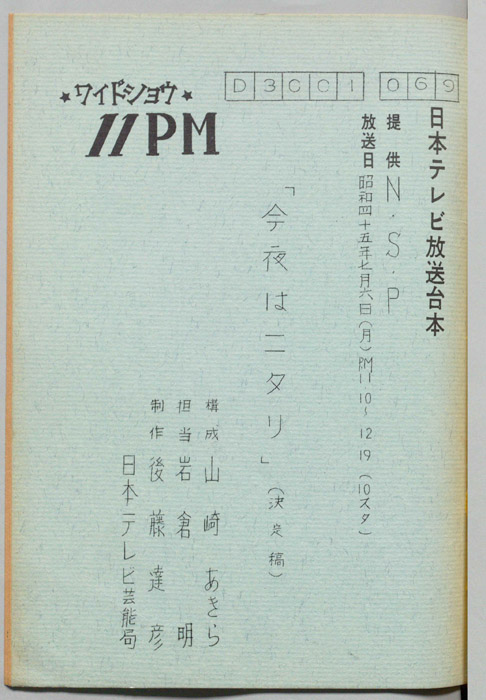 D3001 069
★ワイドショウ★
11PM
日本テレビ放送台本
提供 N・S・P
放送日 昭和四十五年七月六日(月) PM11 10〜12 19 (10スタ)
「今夜はニタリ」(決定稿)
構成 山崎あきら
担当 岩倉明
制作 後藤達彦
日本テレビ芸能局